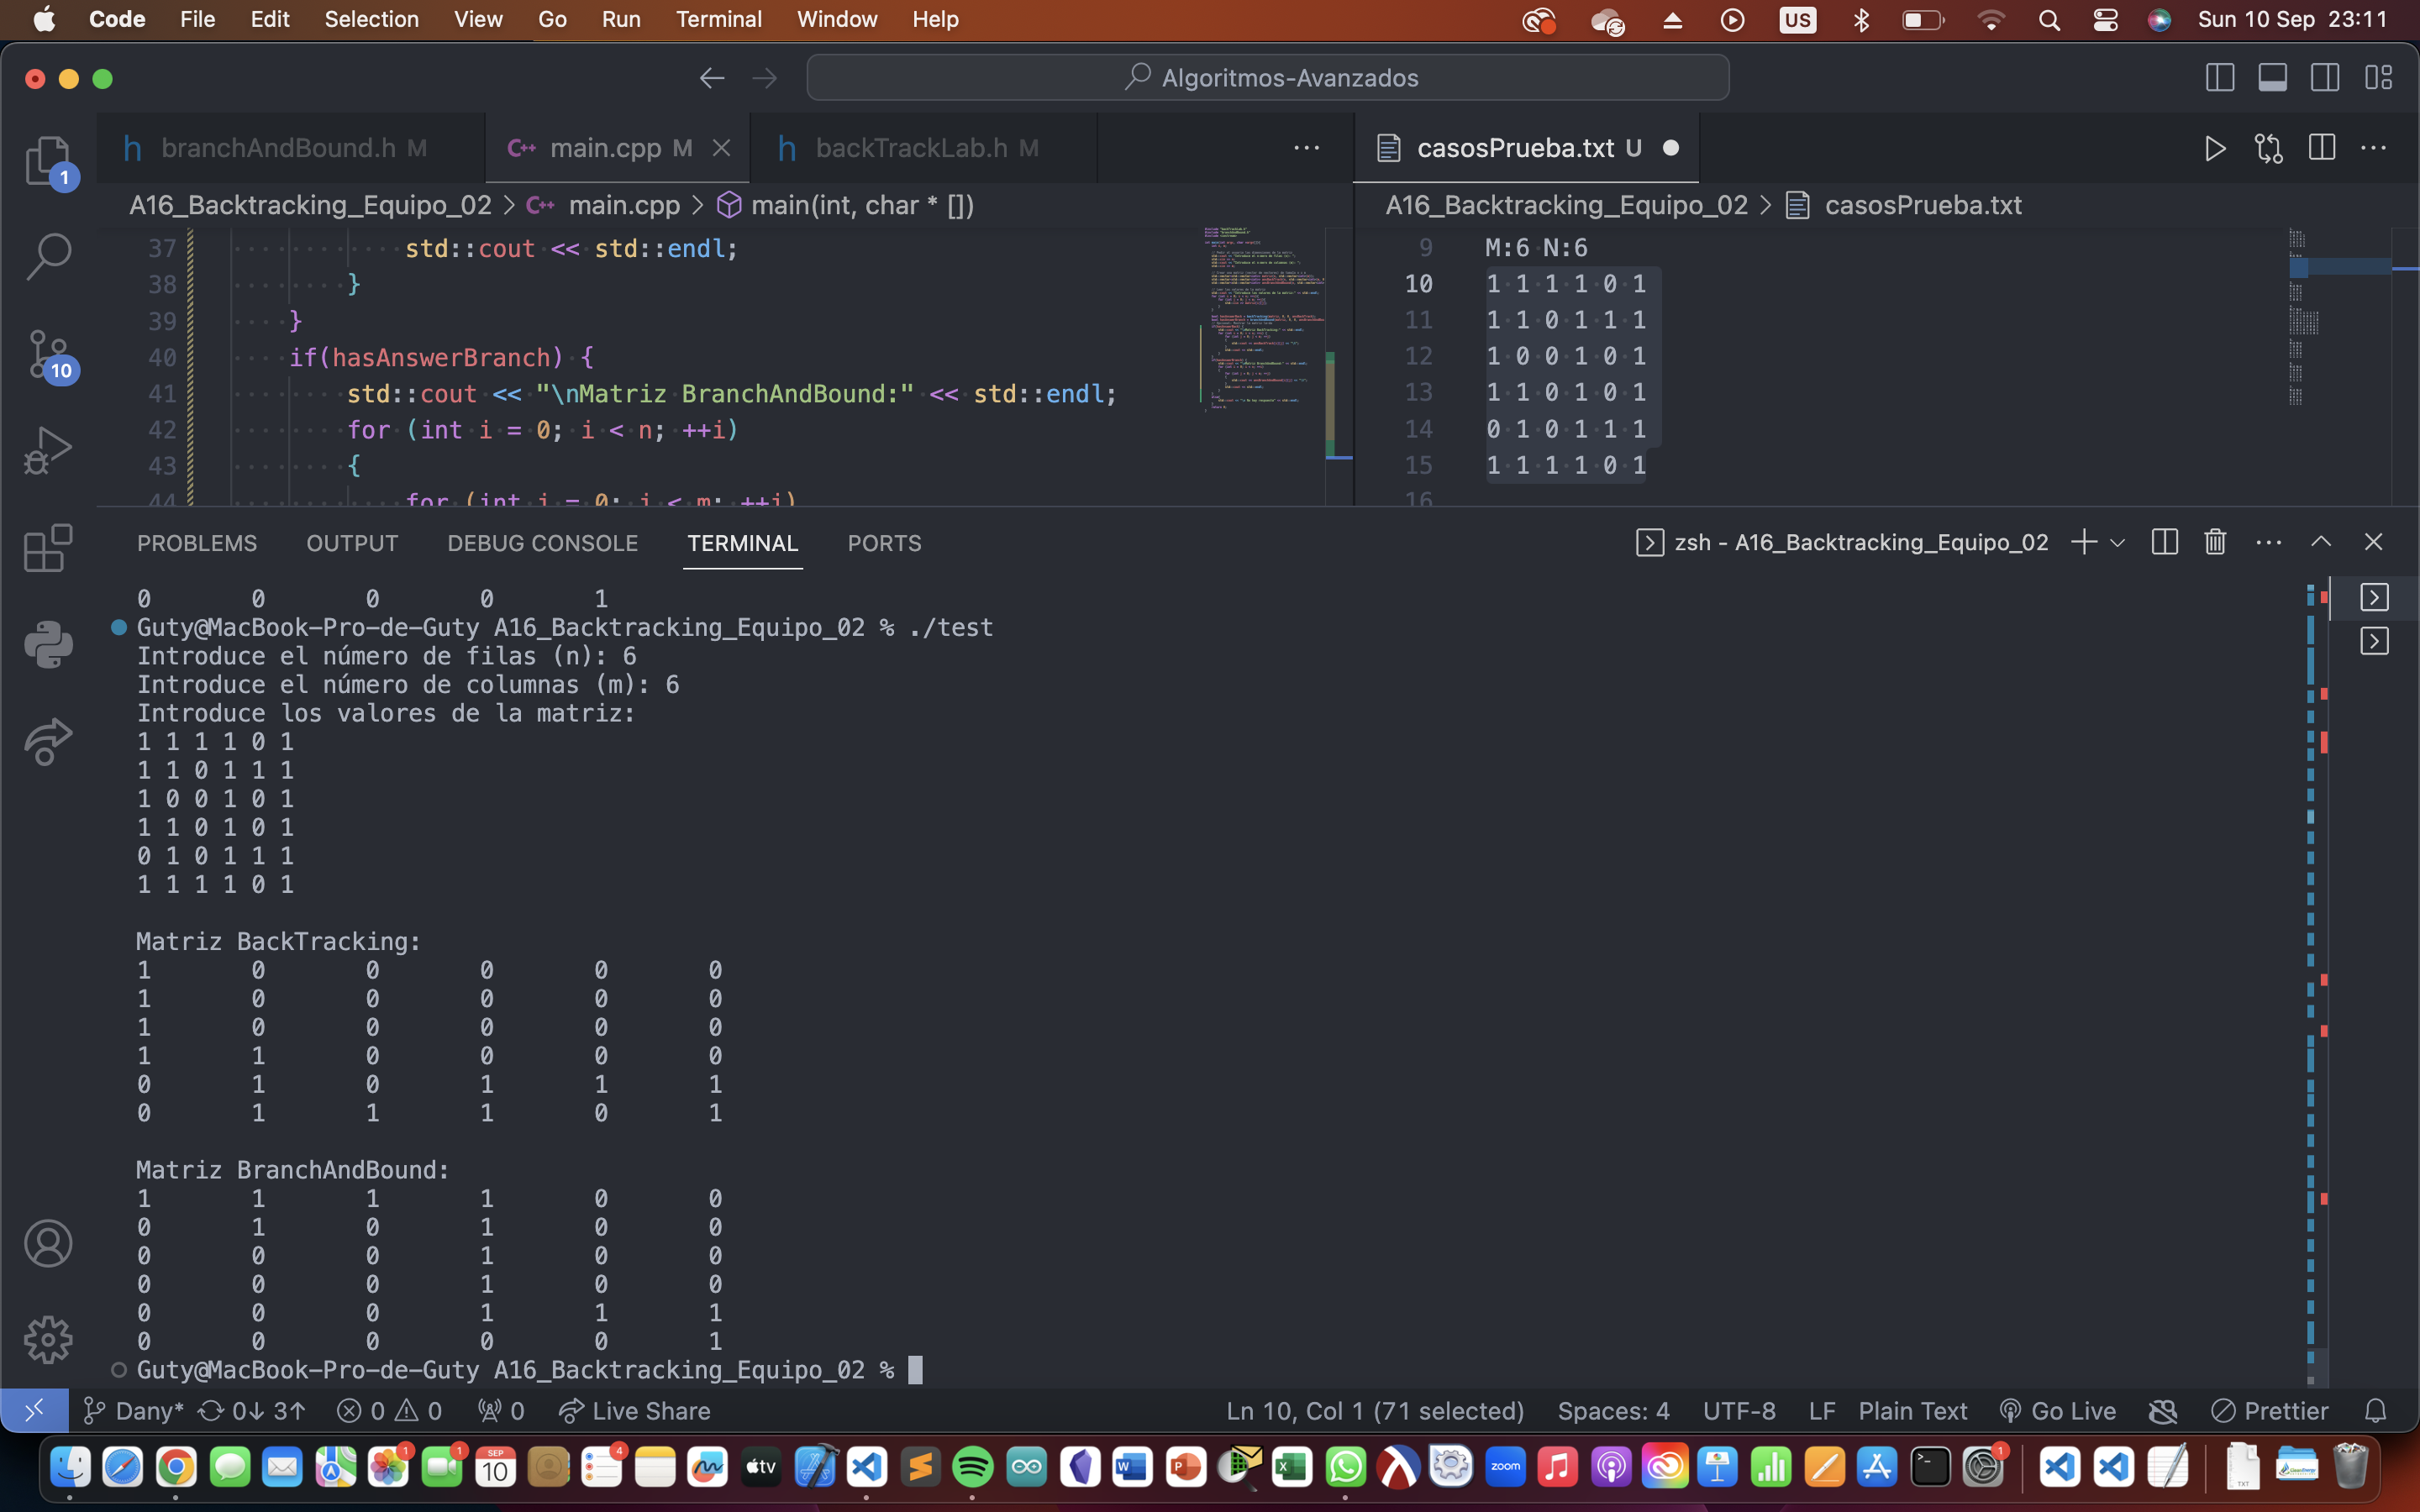 Code File Edit Selection View Go Run Terminal Window Help US Sun 10 Sep 23:11
Algoritmos-Avanzados
branchAndBound.h M main.cpp M backTrackLab.h M casosPrueba.txt U
A16_Backtracking_Equipo_02 > main.cpp > main(int, char * [])
37 std::cout << std::endl;
38 }
39 }
40 if(hasAnswerBranch) {
41 std::cout << "\nMatriz BranchAndBound:" << std::endl;
42 for (int i = 0; i < n; ++i)
43 {
44 for (int j = 0; j < m; ++j)
A16_Backtracking_Equipo_02 > casosPrueba.txt
9 M:6 N:6
10 1 1 1 1 0 1
11 1 1 0 1 1 1
12 1 0 0 1 0 1
13 1 1 0 1 0 1
14 0 1 0 1 1 1
15 1 1 1 1 0 1
16
1
10
PROBLEMS OUTPUT DEBUG CONSOLE TERMINAL PORTS zsh - A16_Backtracking_Equipo_02
0 0 0 0 1
Guty@MacBook-Pro-de-Guty A16_Backtracking_Equipo_02 % ./test
Introduce el número de filas (n): 6
Introduce el número de columnas (m): 6
Introduce los valores de la matriz:
1 1 1 1 0 1
1 1 0 1 1 1
1 0 0 1 0 1
1 1 0 1 0 1
0 1 0 1 1 1
1 1 1 1 0 1
Matriz BackTracking:
1 0 0 0 0 0
1 0 0 0 0 0
1 0 0 0 0 0
1 1 0 0 0 0
0 1 0 1 1 1
0 1 1 1 0 1
Matriz BranchAndBound:
1 1 1 1 0 0
0 1 0 1 0 0
0 0 0 1 0 0
0 0 0 1 0 0
0 0 0 1 1 1
0 0 0 0 0 1
Guty@MacBook-Pro-de-Guty A16_Backtracking_Equipo_02 %
Dany* 0↓ 3↑ 0 0 0 Live Share Ln 10, Col 1 (71 selected) Spaces: 4 UTF-8 LF Plain Text Go Live Prettier
1 1 SEP 10 4 tv zoom 1 TXT